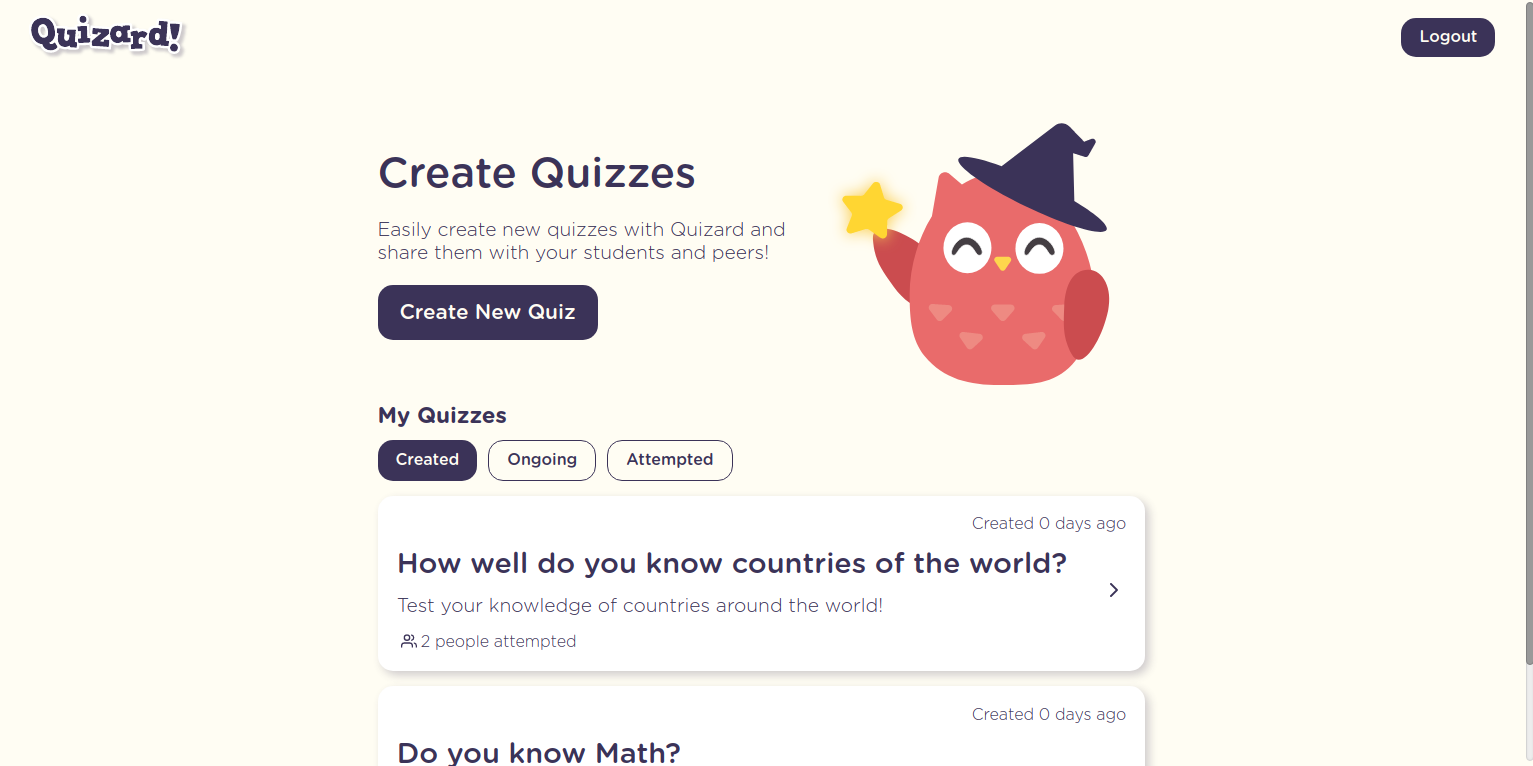 Quizard!
Logout
Create Quizzes
Easily create new quizzes with Quizard and
share them with your students and peers!
Create New Quiz
My Quizzes
Created
Ongoing
Attempted
Created 0 days ago
How well do you know countries of the world?
Test your knowledge of countries around the world!
2 people attempted
Created 0 days ago
Do you know Math?